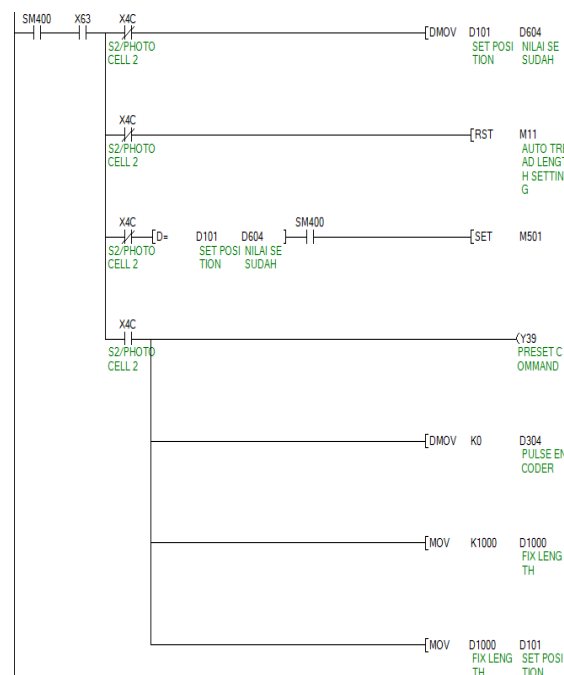 SM400 X63 X4C
[DMOV D101 D604
S2/PHOTO CELL 2 SET POSI TION NILAI SE SUDAH
X4C
[RST M11
S2/PHOTO CELL 2 AUTO TRE AD LENGT H SETTIN G
X4C SM400
[D= D101 D604 ] [SET M501
S2/PHOTO CELL 2 SET POSI TION NILAI SE SUDAH
X4C
(Y39
S2/PHOTO CELL 2 PRESET C OMMAND
[DMOV K0 D304
PULSE EN CODER
[MOV K1000 D1000
FIX LENG TH
[MOV D1000 D101
FIX LENG TH SET POSI TION